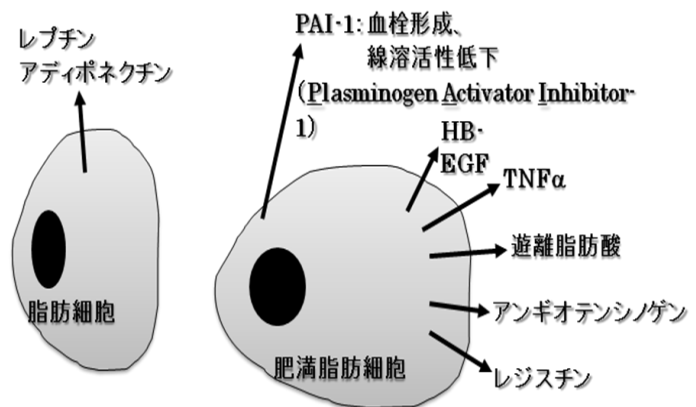 レプチン
アディポネクチン
脂肪細胞
PAI-1: 血栓形成、
線溶活性低下
（Plasminogen Activator Inhibitor-
1）
HB-
EGF
TNFα
遊離脂肪酸
アンギオテンシノゲン
レジスチン
肥満脂肪細胞